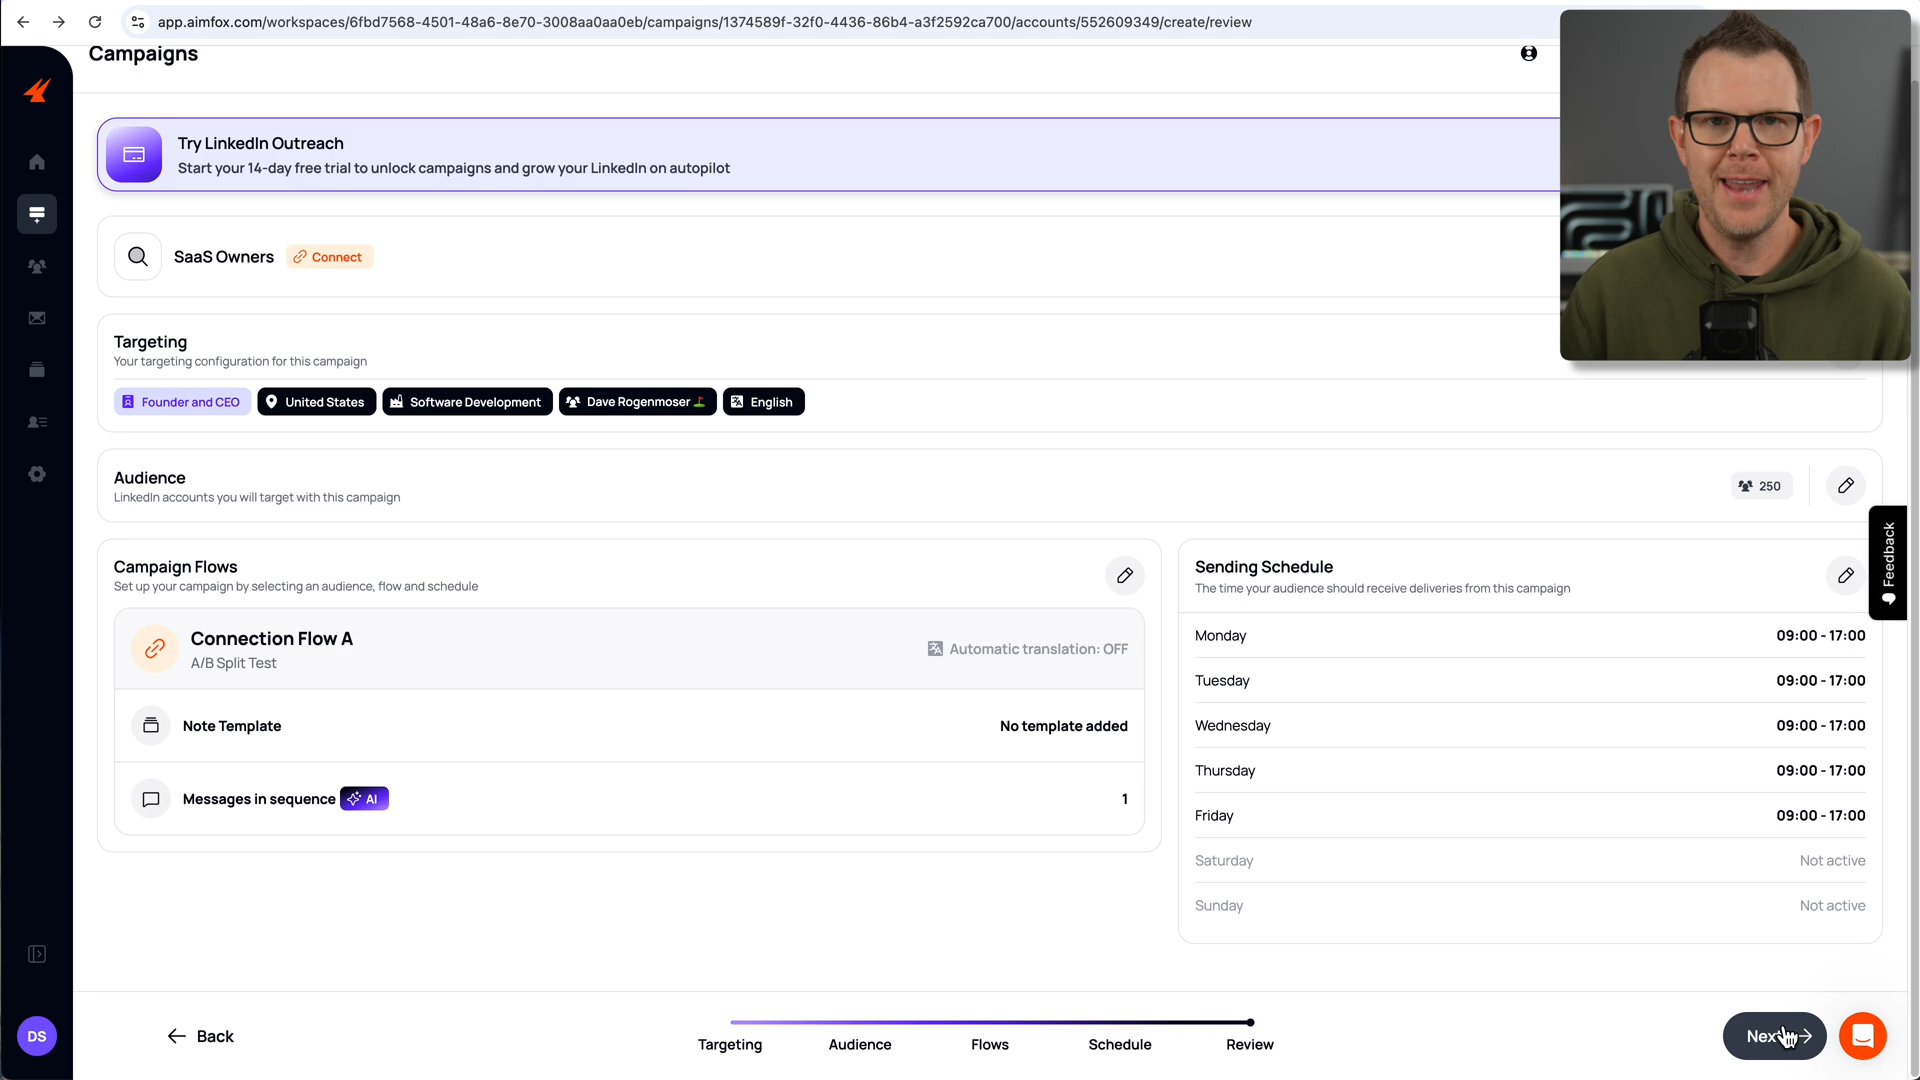 app.aimfox.com/workspaces/6fbd7568-4501-48a6-8e70-3008aa0aa0eb/campaigns/1374589f-32f0-4436-86b4-a3f2592ca700/accounts/552609349/create/review
Campaigns
Try LinkedIn Outreach
Start your 14-day free trial to unlock campaigns and grow your LinkedIn on autopilot
SaaS Owners Connect
Targeting
Your targeting configuration for this campaign
Founder and CEO United States Software Development Dave Rogenmoser English
Audience
LinkedIn accounts you will target with this campaign
250
Feedback
Campaign Flows
Set up your campaign by selecting an audience, flow and schedule
Connection Flow A
A/B Split Test
Automatic translation: OFF
Note Template No template added
Messages in sequence AI 1
Sending Schedule
The time your audience should receive deliveries from this campaign
Monday 09:00 - 17:00
Tuesday 09:00 - 17:00
Wednesday 09:00 - 17:00
Thursday 09:00 - 17:00
Friday 09:00 - 17:00
Saturday Not active
Sunday Not active
DS
Back
Targeting Audience Flows Schedule Review
Next